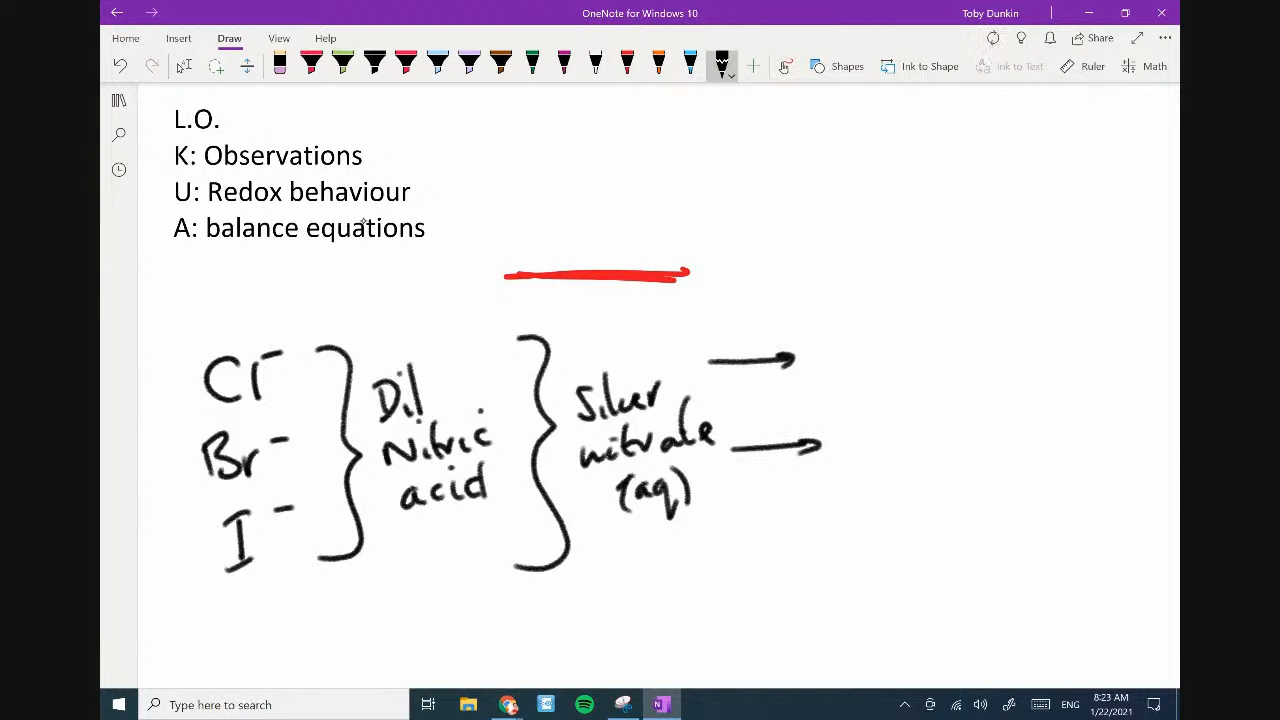 OneNote for Windows 10
Toby Dunkin
Home
Insert
Draw
View
Help
Share
Shapes
Ink to Shape
Ink to Text
Ruler
Math
L.O.
K: Observations
U: Redox behaviour
A: balance equations
Cl⁻
Br⁻
I⁻
Dil
Nitric
acid
Silver
nitrate
(aq)
Type here to search
ENG
8:23 AM
1/22/2021